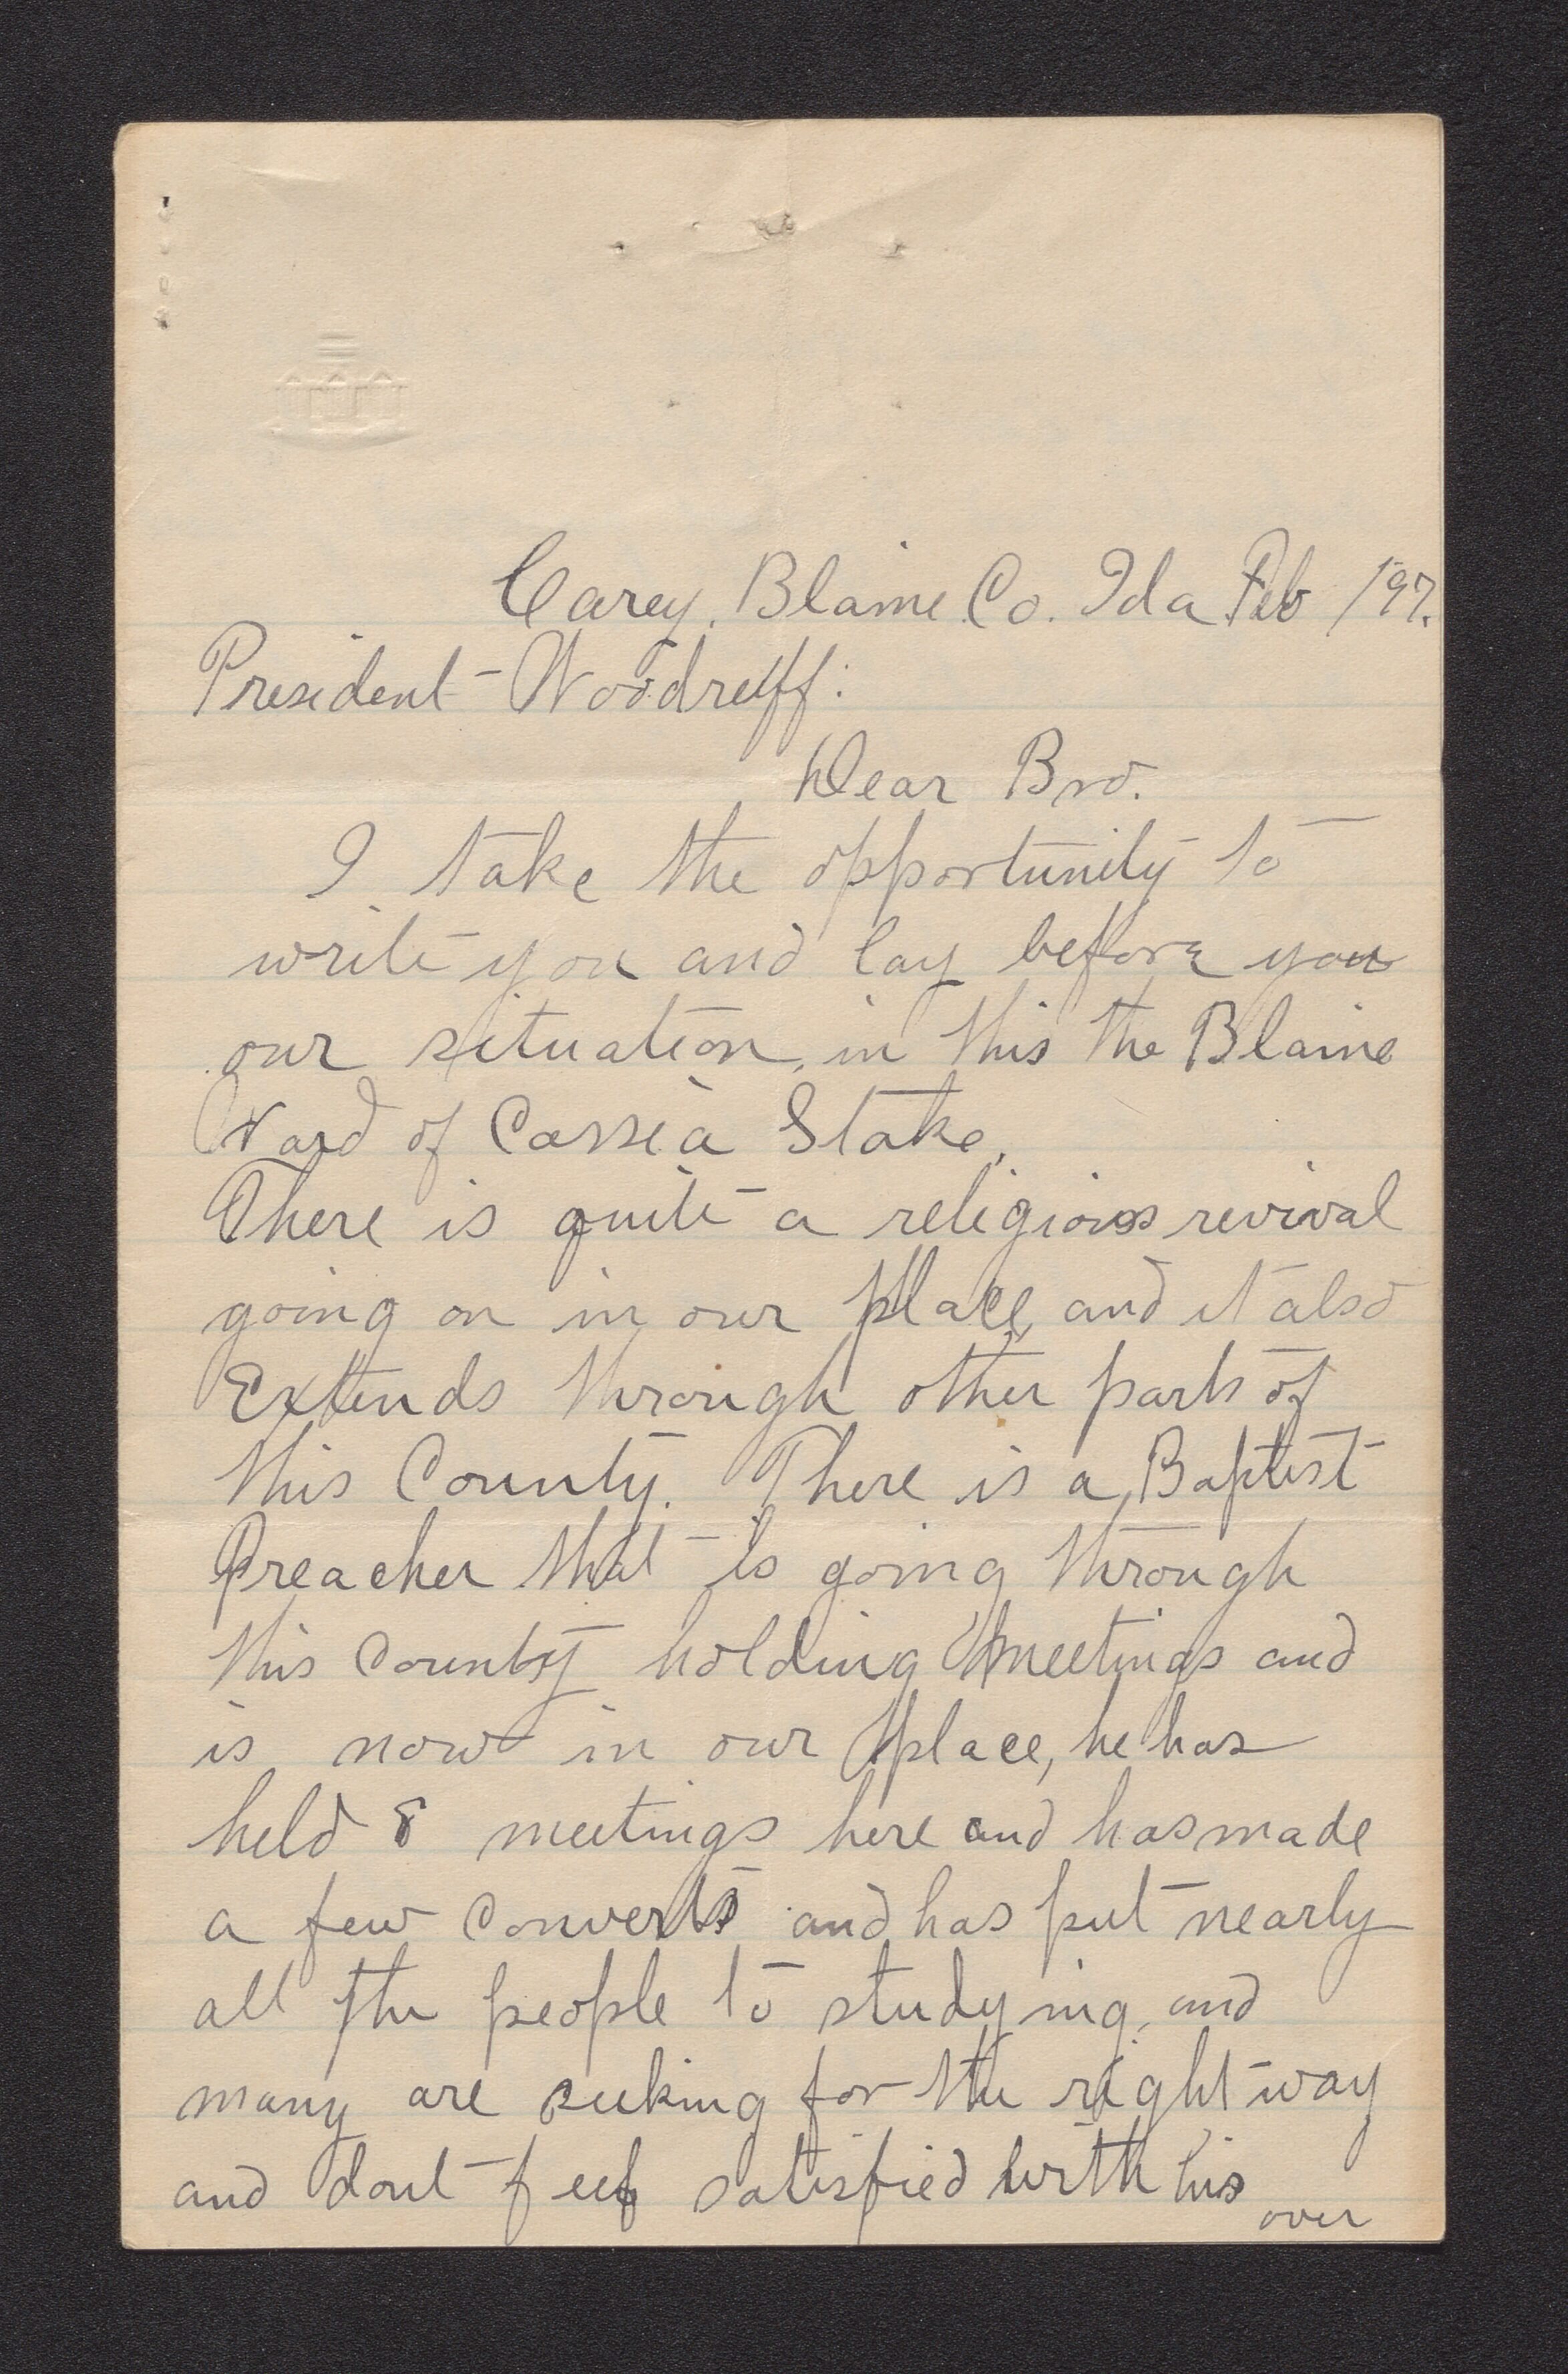 Carey, Blaine Co. Ida Feb /97.
President Woodruff:
Dear Bro.
I take the opportunity to
write you and lay before you
our situation, in this the Blaine
Ward of Cassia Stake.
There is quite a religious revival
going on in our place, and it also
Extends through other parts of
this County. There is a Baptist
Preacher that is going through
this County holding meetings and
is now in our place, he has
held 8 meetings here and has made
a few converts and has put nearly
all the people to studying, and
many are seeking for the right way
and dont feel satisfied with his
over